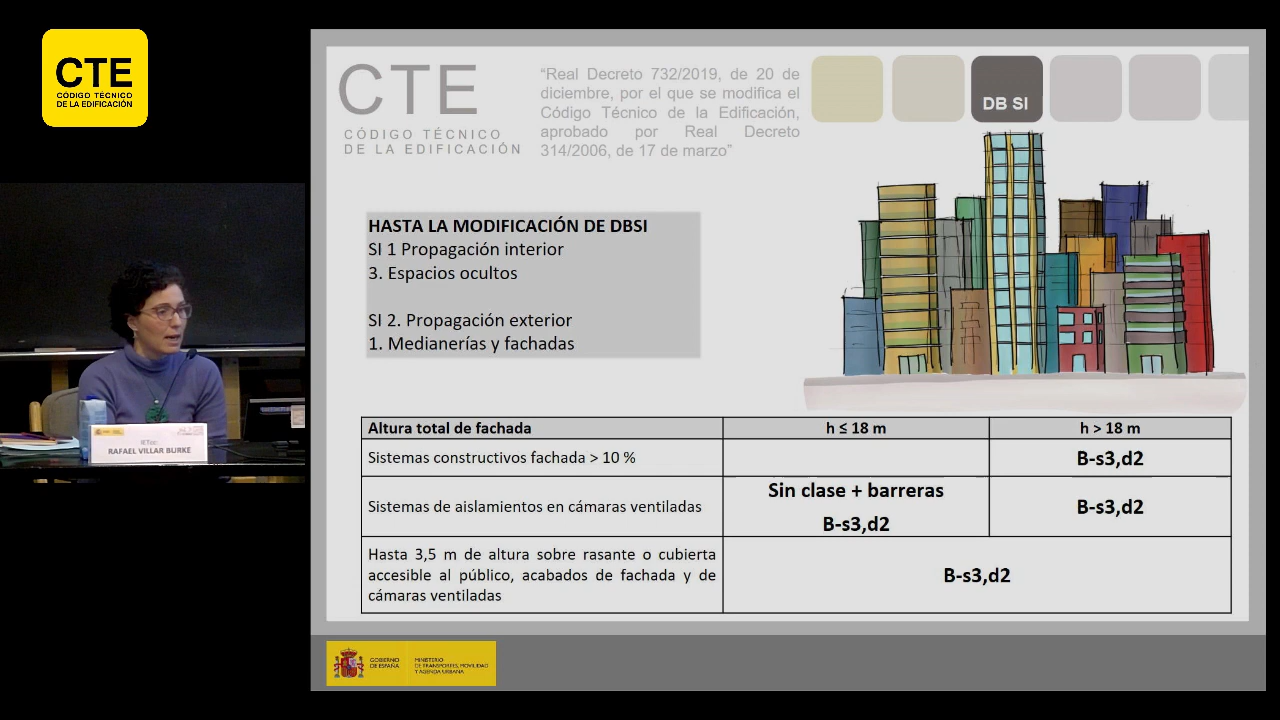 CTE
CÓDIGO TÉCNICO
DE LA EDIFICACIÓN
CTE
CÓDIGO TÉCNICO
DE LA EDIFICACIÓN
“Real Decreto 732/2019, de 20 de
diciembre, por el que se modifica el
Código Técnico de la Edificación,
aprobado por Real Decreto
314/2006, de 17 de marzo”
DB SI
HASTA LA MODIFICACIÓN DE DBSI
SI 1 Propagación interior
3. Espacios ocultos
SI 2. Propagación exterior
1. Medianerías y fachadas
Altura total de fachada h ≤ 18 m h > 18 m
Sistemas constructivos fachada > 10 % B-s3,d2
Sistemas de aislamientos en cámaras ventiladas Sin clase + barreras B-s3,d2
B-s3,d2
Hasta 3,5 m de altura sobre rasante o cubierta
accesible al público, acabados de fachada y de
cámaras ventiladas
B-s3,d2
IETcc
RAFAEL VILLAR BURKE
GOBIERNO
DE ESPAÑA
MINISTERIO
DE TRANSPORTES, MOVILIDAD
Y AGENDA URBANA